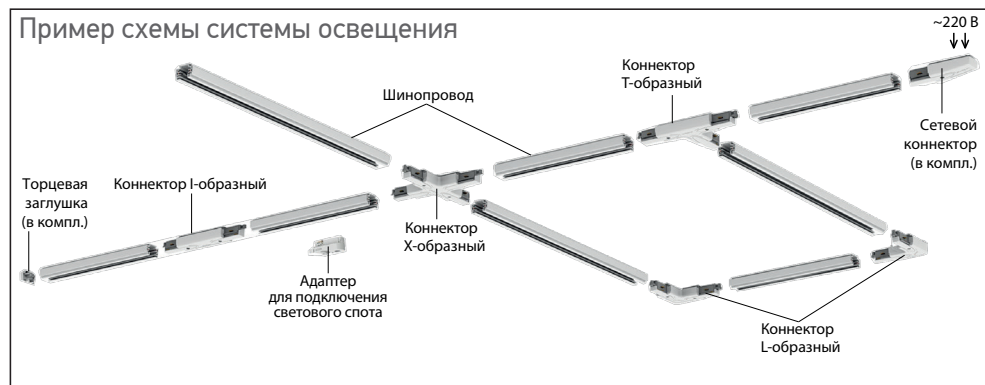 Пример схемы системы освещения
~220 В
Коннектор
Т-образный
Шинопровод
Сетевой
коннектор
(в компл.)
Торцевая
заглушка
(в компл.)
Коннектор I-образный
Коннектор
Х-образный
Адаптер
для подключения
светового спота
Коннектор
L-образный